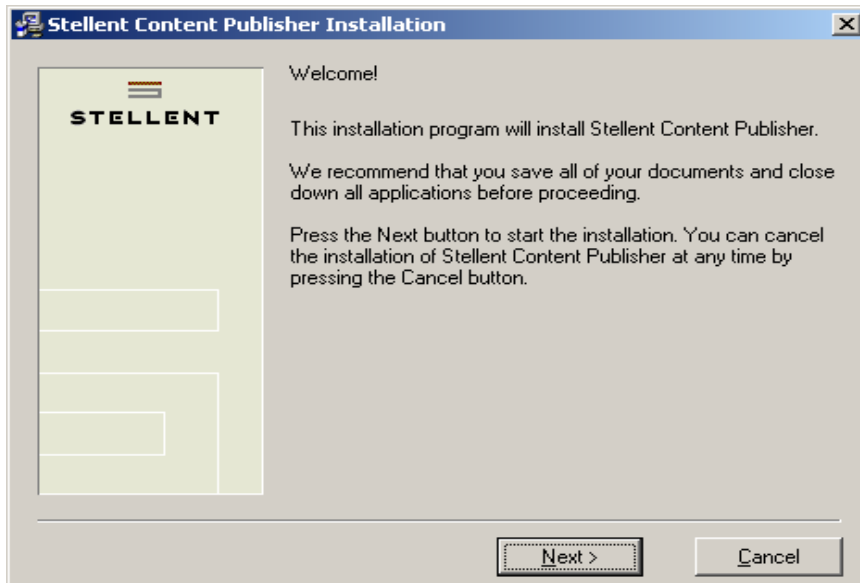 Stellent Content Publisher Installation
STELLENT
Welcome!
This installation program will install Stellent Content Publisher.
We recommend that you save all of your documents and close
down all applications before proceeding.
Press the Next button to start the installation. You can cancel
the installation of Stellent Content Publisher at any time by
pressing the Cancel button.
Next >
Cancel